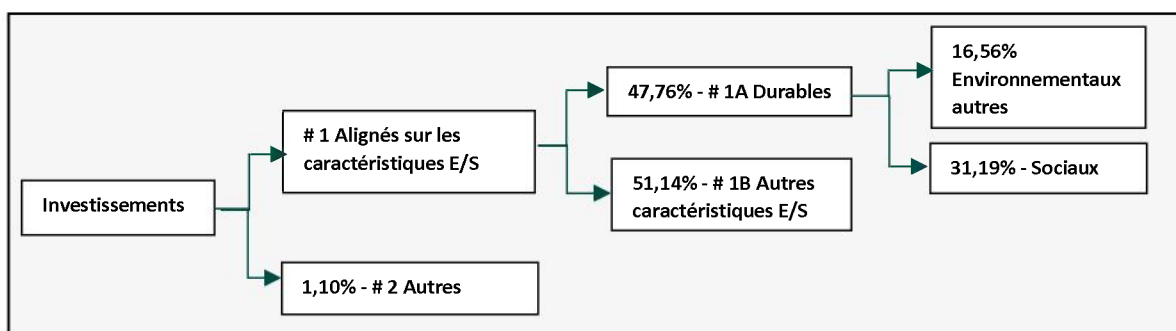 Investissements
# 1 Alignés sur les
caractéristiques E/S
1,10% - # 2 Autres
47,76% - # 1A Durables
51,14% - # 1B Autres
caractéristiques E/S
16,56%
Environnementaux
autres
31,19% - Sociaux